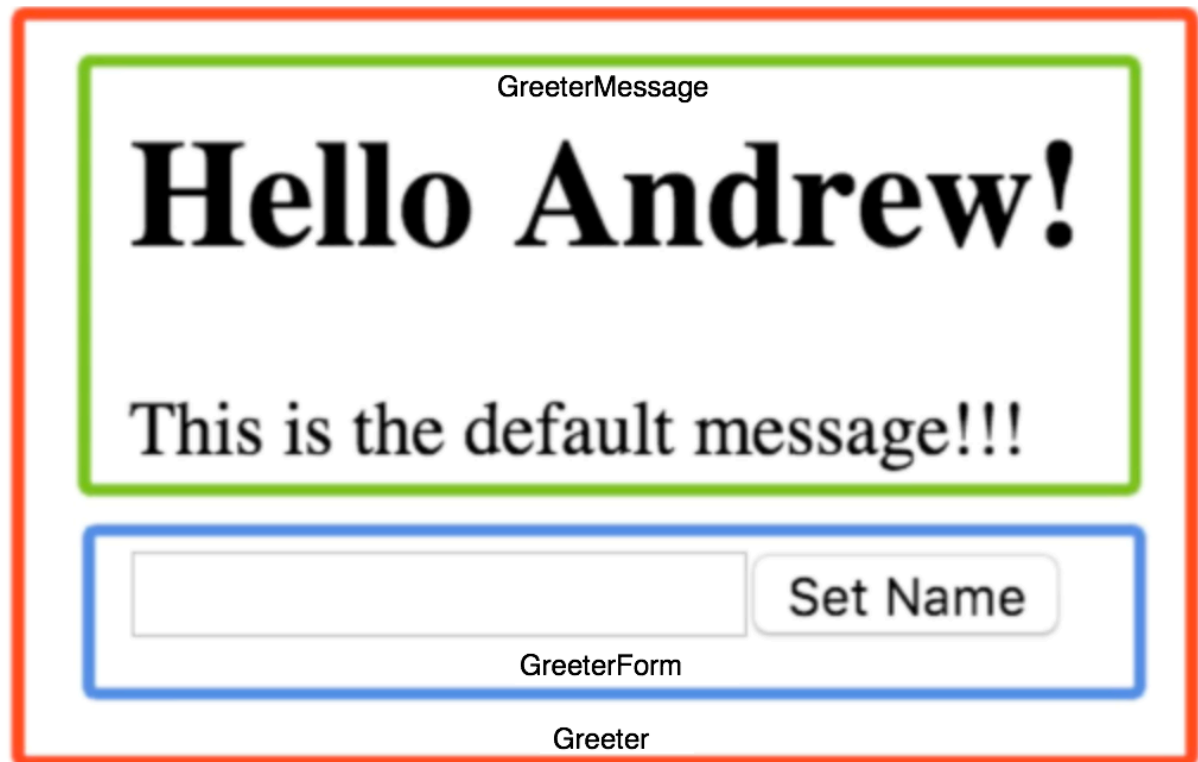 GreeterMessage
Hello Andrew!
This is the default message!!!
Set Name
GreeterForm
Greeter